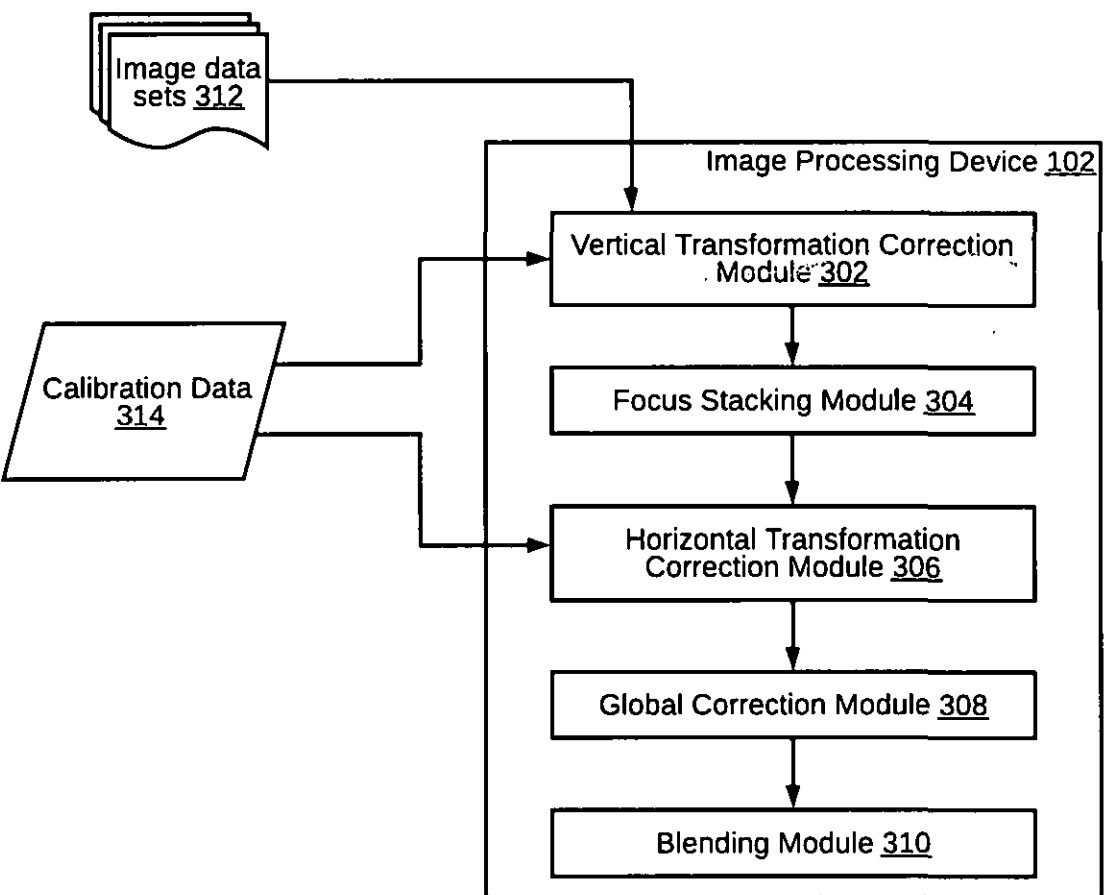 Image data
sets 312
Image Processing Device 102
Vertical Transformation Correction
Module 302
Calibration Data
314
Focus Stacking Module 304
Horizontal Transformation
Correction Module 306
Global Correction Module 308
Blending Module 310